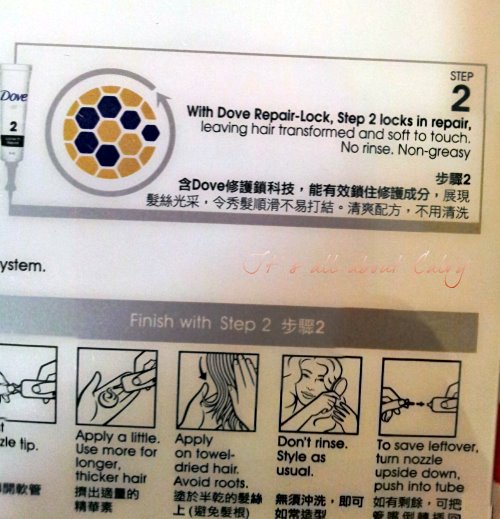 STEP
2
Dove
2
With Dove Repair-Lock, Step 2 locks in repair,
leaving hair transformed and soft to touch.
No rinse. Non-greasy
步驟2
含Dove修護鎖科技，能有效鎖住修護成分，展現
髮絲光采，令秀髮順滑不易打結。清爽配方，不用清洗
ystem.
It's all about Caley
Finish with Step 2 步驟2
zle tip.
開軟管
Apply a little.
Use more for
longer,
thicker hair
擠出適量的
精華素
Apply
on towel-
dried hair.
Avoid roots.
塗於半乾的髮絲
上 (避免髮根)
Don't rinse.
Style as
usual.
無須沖洗，即可
如常造型
To save leftover,
turn nozzle
upside down,
push into tube
如有剩餘，可把